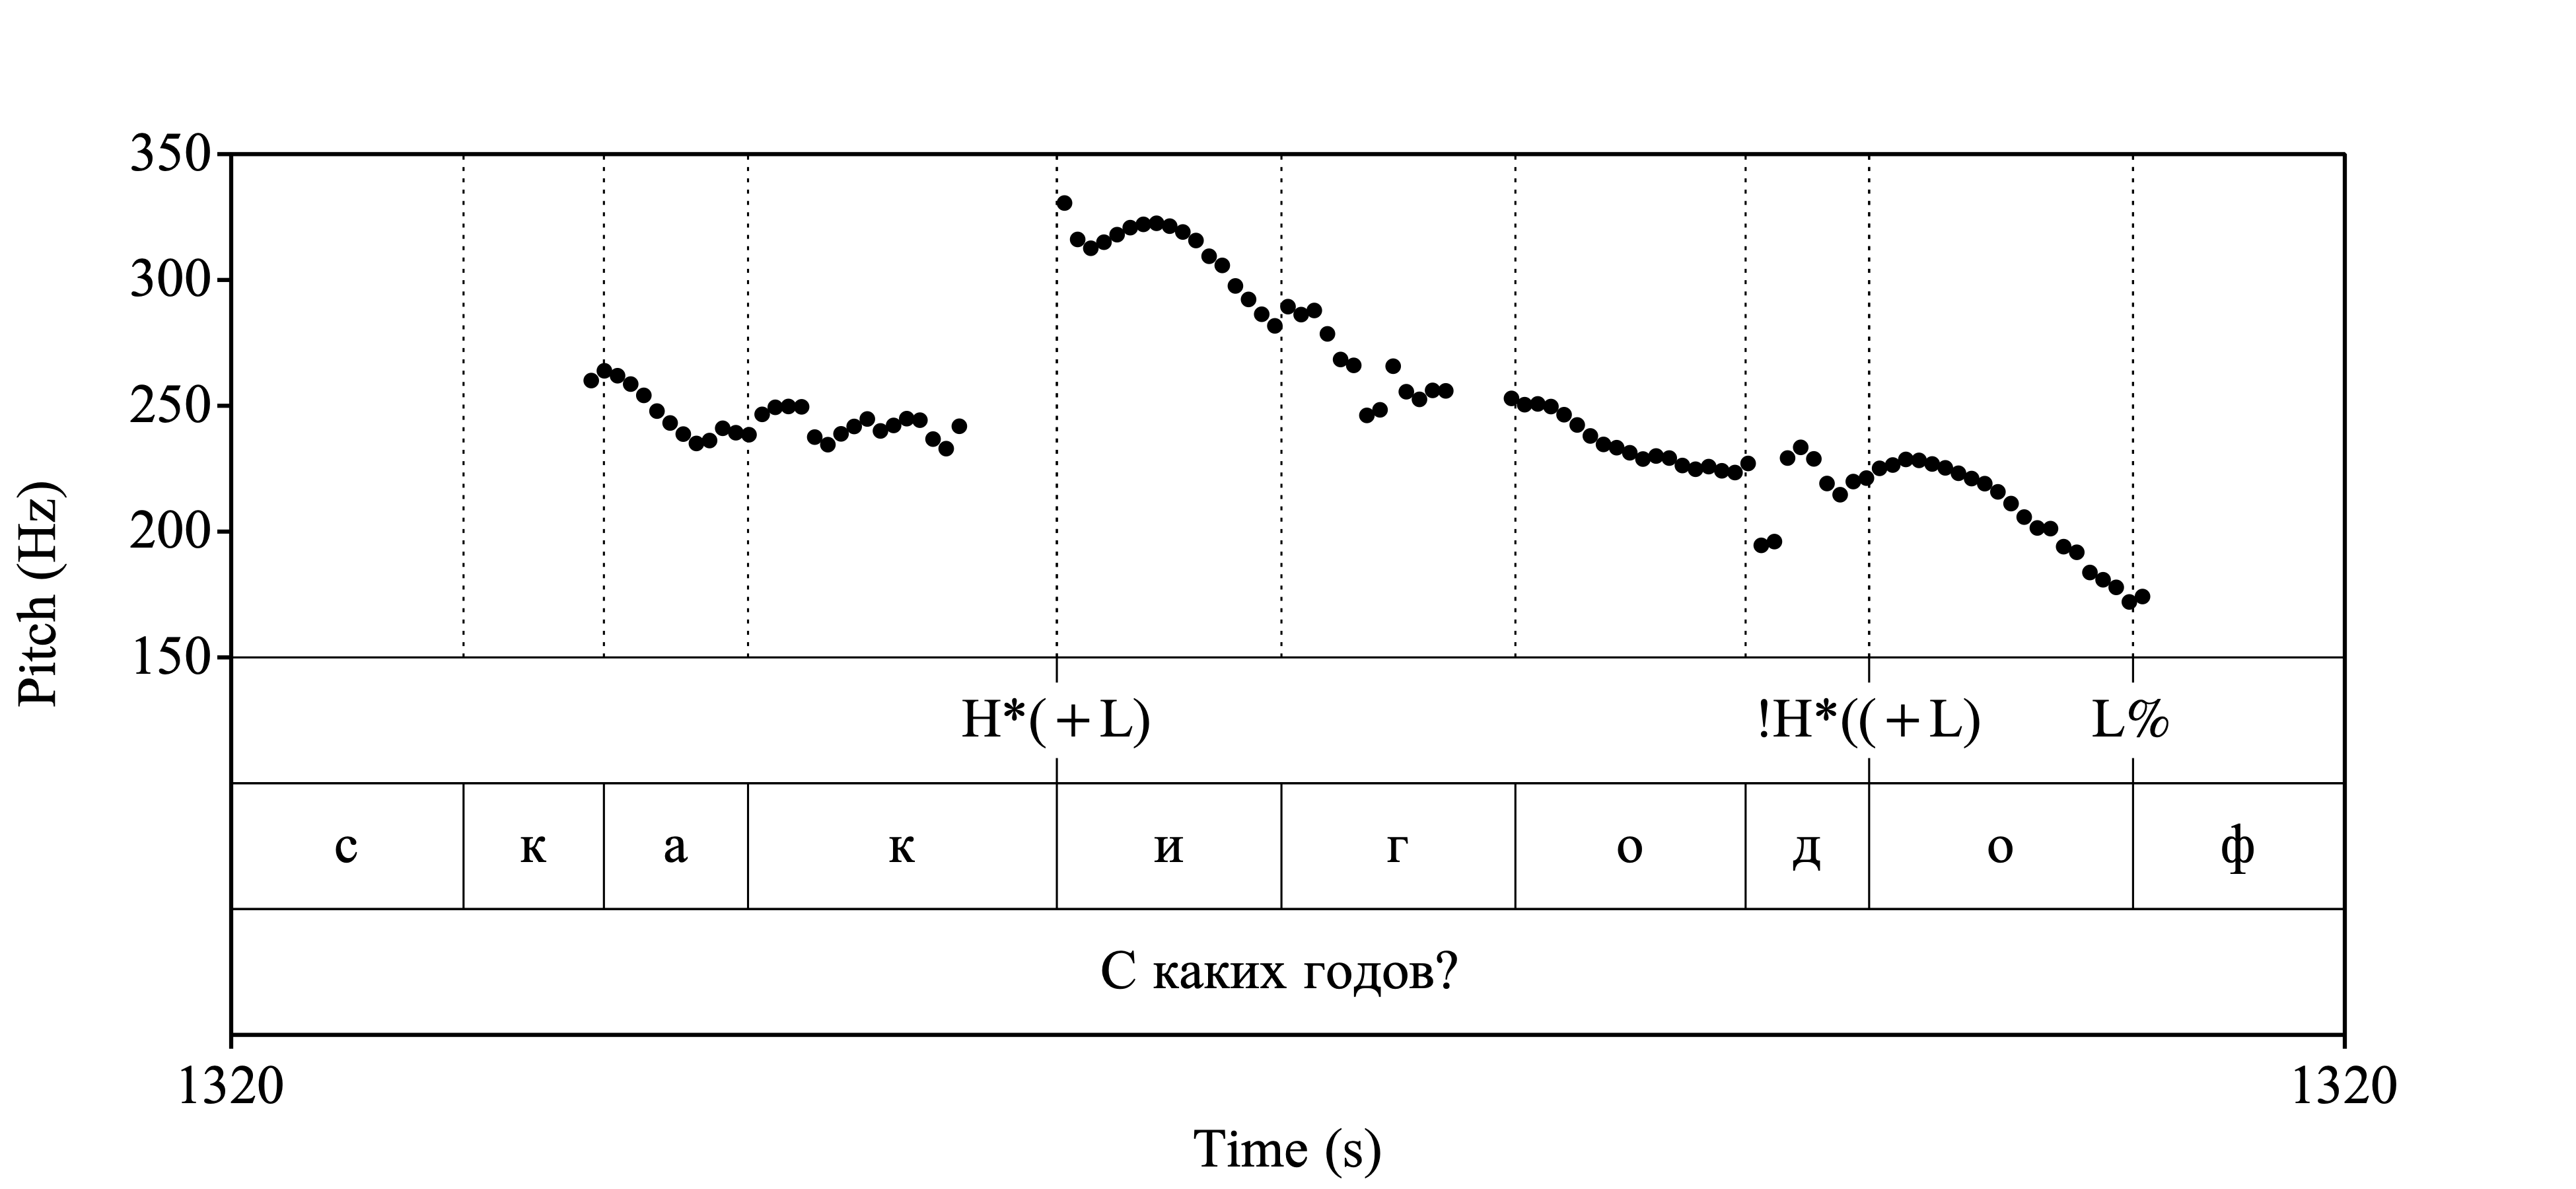 350
300
250
200
150
Pitch (Hz)
H*(+L) !H*((+L) L%
с к а к и г о д о ф
С каких годов?
1320 1320
Time (s)